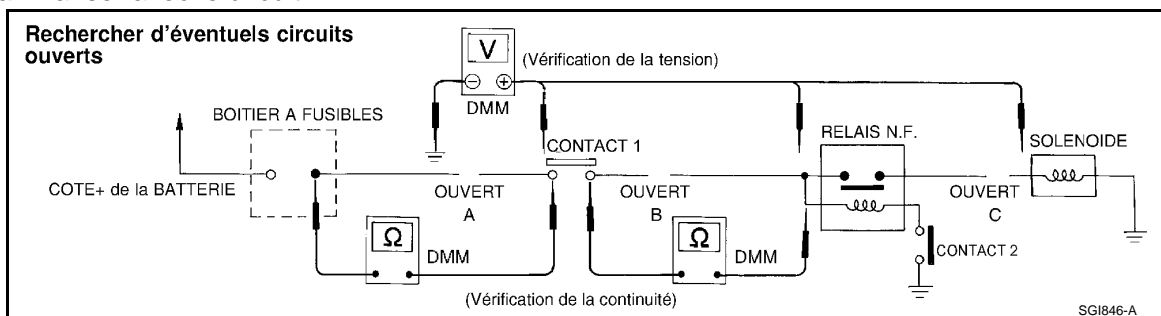 Rechercher d'éventuels circuits
ouverts
V
(Vérification de la tension)
DMM
BOITIER A FUSIBLES
CONTACT 1
RELAIS N.F.
SOLENOIDE
COTE+ de la BATTERIE
OUVERT
A
OUVERT
B
OUVERT
C
Ω
DMM
Ω
DMM
CONTACT 2
(Vérification de la continuité)
SGI846-A